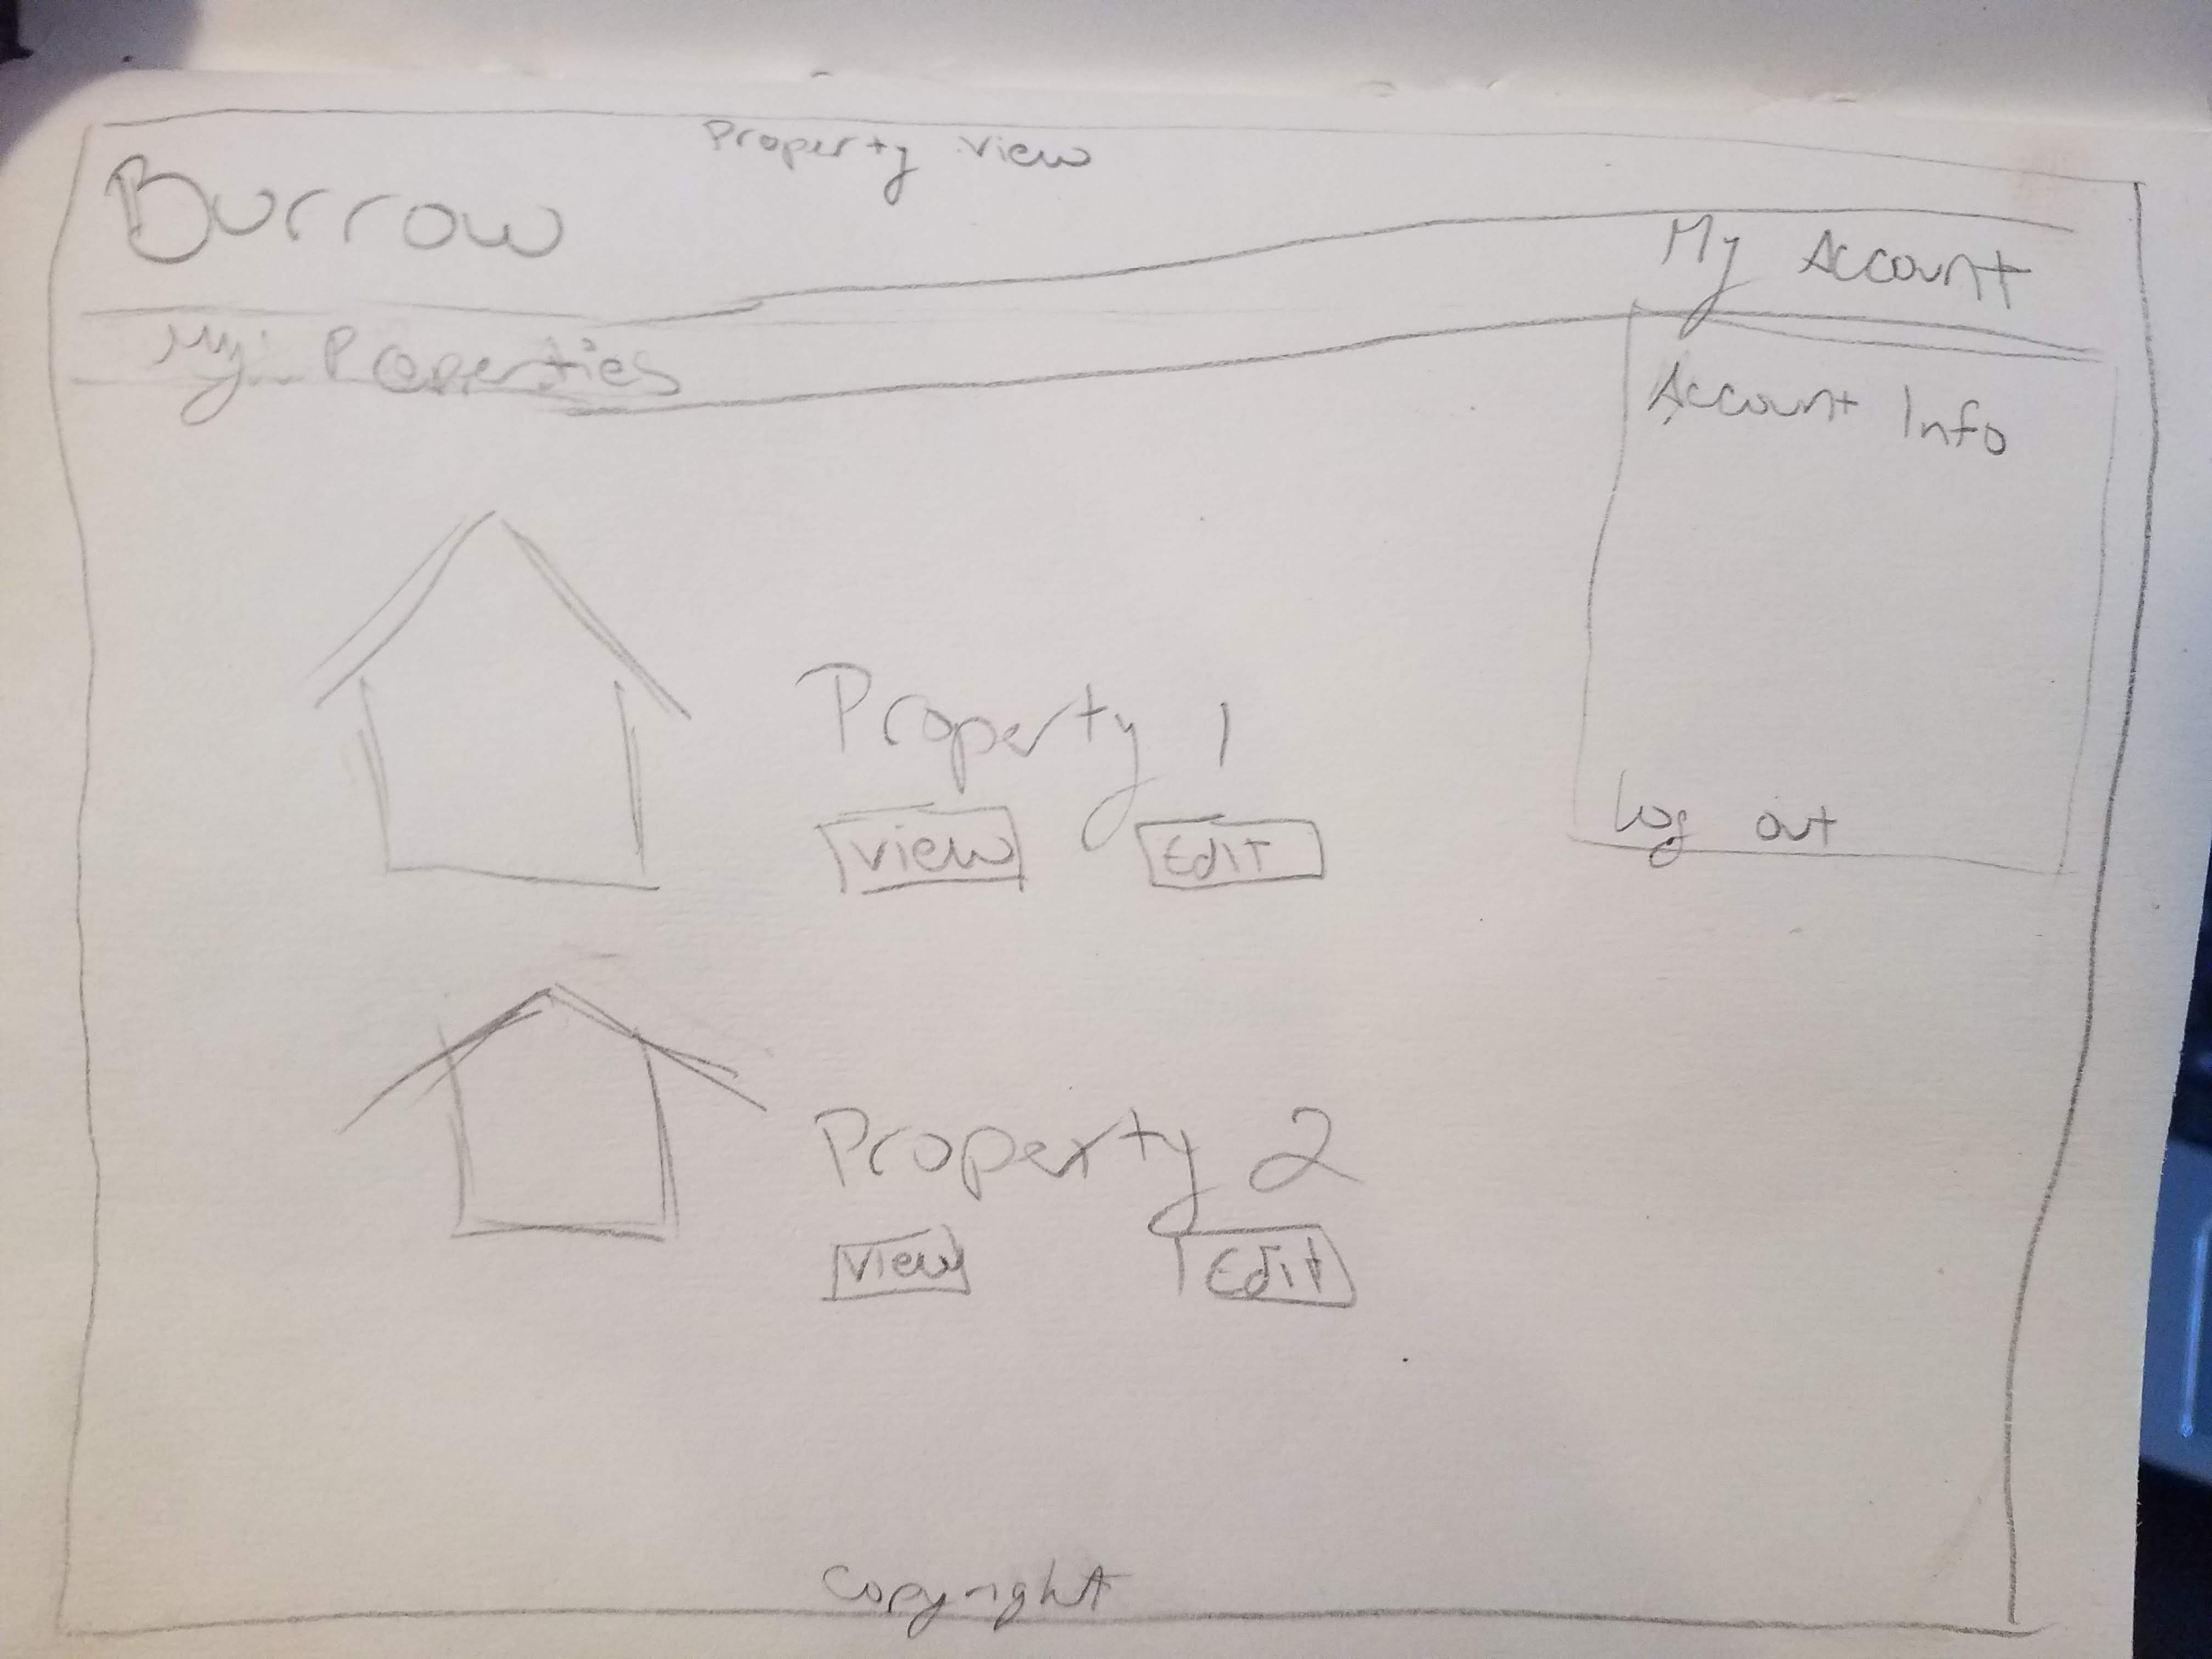 Property View
Burrow
My Account
My Properties
Account Info
Property 1
View Edit
Log out
Property 2
View Edit
Copyright